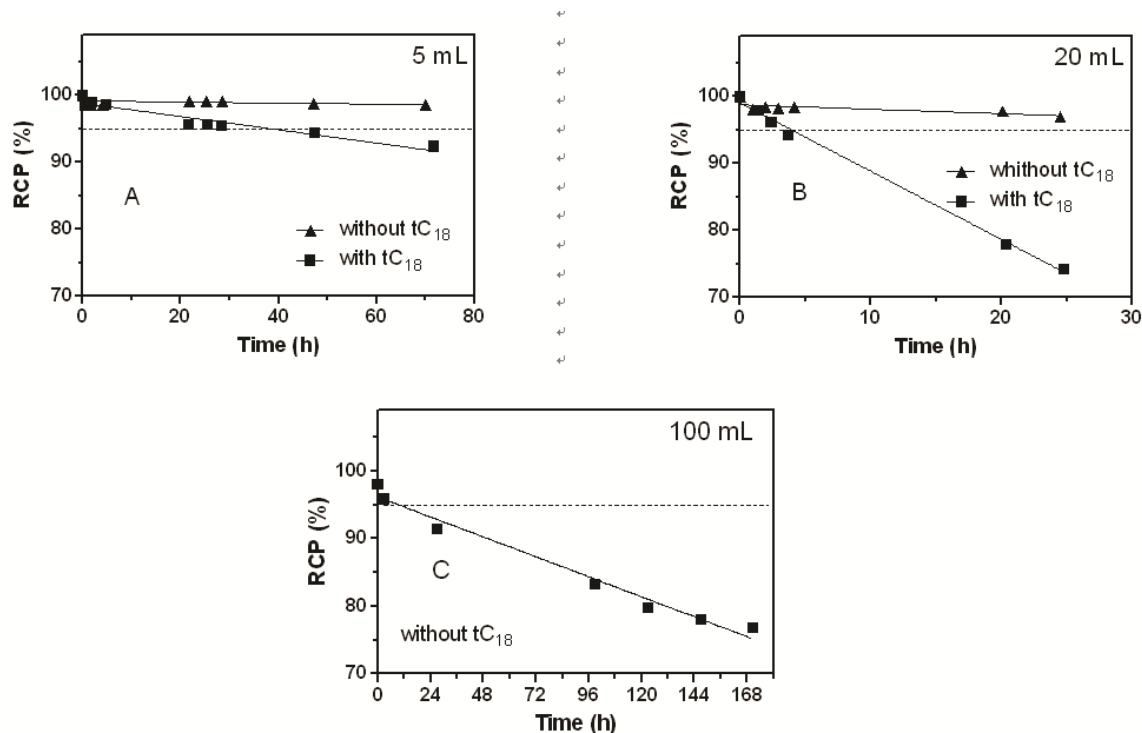 5 mL
100
90
80
70
RCP (%)
A
without tC18
with tC18
0
20
40
60
80
Time (h)
20 mL
100
90
80
70
RCP (%)
B
whithout tC18
with tC18
0
10
20
30
Time (h)
100 mL
100
90
80
70
RCP (%)
C
without tC18
0
24
48
72
96
120
144
168
Time (h)